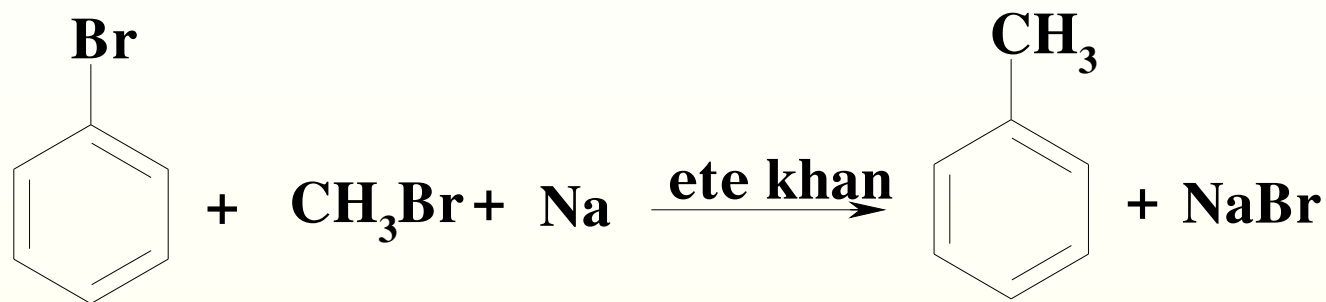 Br
CH3
+ CH3Br + Na ete khan + NaBr